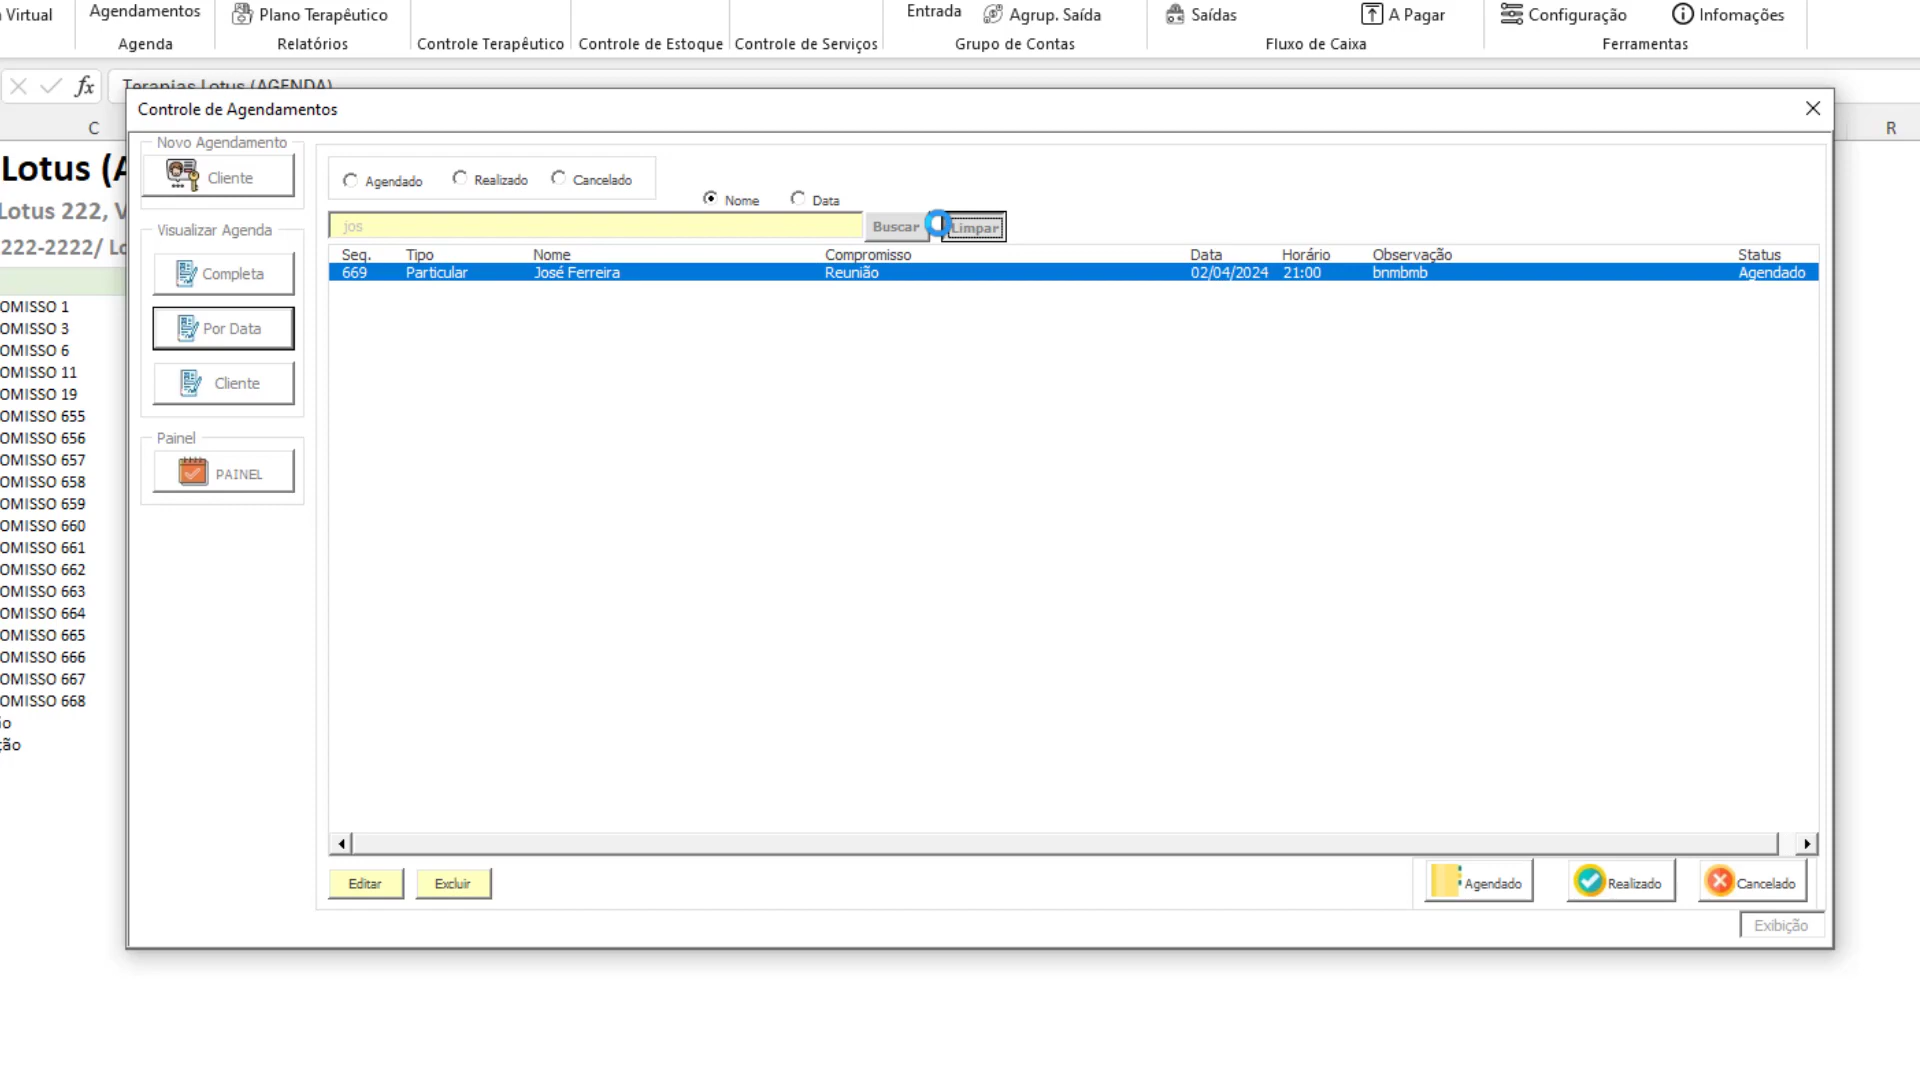 Virtual
Agendamentos
Plano Terapêutico
Entrada
Agrup. Saída
Saídas
A Pagar
Configuração
Infomações
Agenda
Relatórios
Controle Terapêutico
Controle de Estoque
Controle de Serviços
Grupo de Contas
Fluxo de Caixa
Ferramentas
fx
Terapias Lotus (AGENDA)
C
R
Controle de Agendamentos
Lotus (A
Lotus 222, V
222-2222/ Lo
OMISSO 1
OMISSO 3
OMISSO 6
OMISSO 11
OMISSO 19
OMISSO 655
OMISSO 656
OMISSO 657
OMISSO 658
OMISSO 659
OMISSO 660
OMISSO 661
OMISSO 662
OMISSO 663
OMISSO 664
OMISSO 665
OMISSO 666
OMISSO 667
OMISSO 668
ão
ção
Novo Agendamento
Cliente
Visualizar Agenda
Completa
Por Data
Cliente
Painel
PAINEL
Agendado
Realizado
Cancelado
Nome
Data
jos
Buscar
Limpar
Seq. Tipo Nome Compromisso Data Horário Observação Status
669 Particular José Ferreira Reunião 02/04/2024 21:00 bnmbmb Agendado
Editar
Excluir
Agendado
Realizado
Cancelado
Exibição